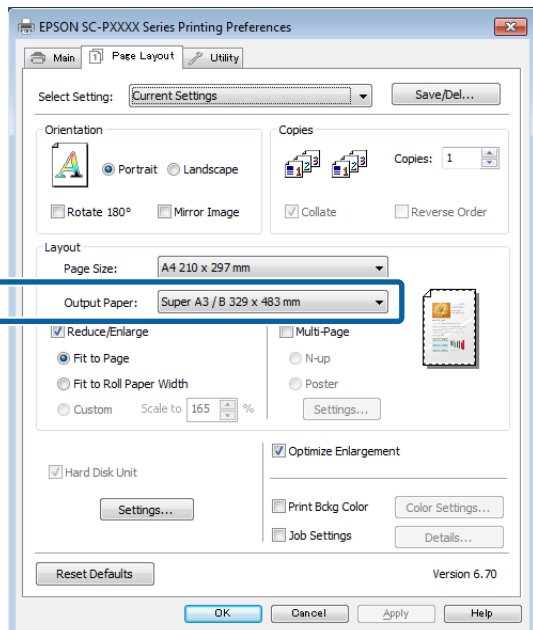 EPSON SC-PXXXX Series Printing Preferences
Main Page Layout Utility
Select Setting: Current Settings Save/Del...
Orientation Copies
Portrait Landscape Copies: 1
Rotate 180° Mirror Image Collate Reverse Order
Layout
Page Size: A4 210 x 297 mm
Output Paper: Super A3 / B 329 x 483 mm
Reduce/Enlarge Multi-Page
Fit to Page N-up
Fit to Roll Paper Width Poster
Custom Scale to 165 % Settings...
Optimize Enlargement
Hard Disk Unit
Settings... Print Bckg Color Color Settings...
Job Settings Details...
Reset Defaults Version 6.70
OK Cancel Apply Help